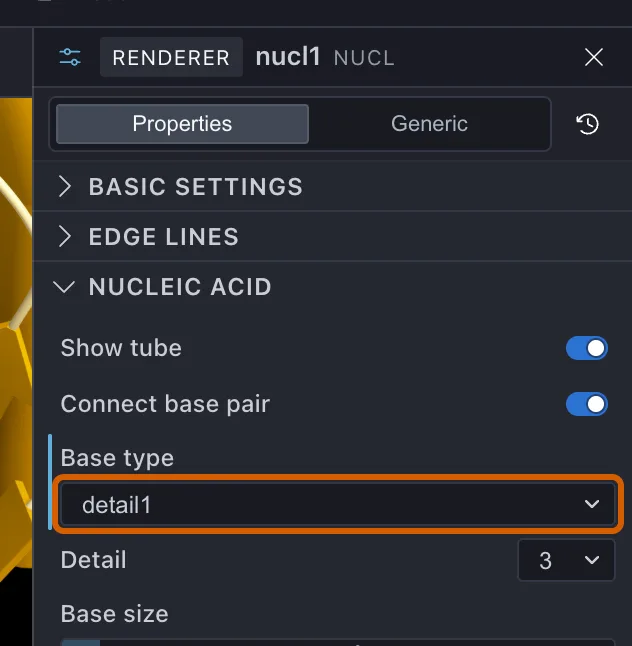 RENDERER nucl1 NUCL
Properties Generic
BASIC SETTINGS
EDGE LINES
NUCLEIC ACID
Show tube
Connect base pair
Base type
detail1
Detail 3
Base size